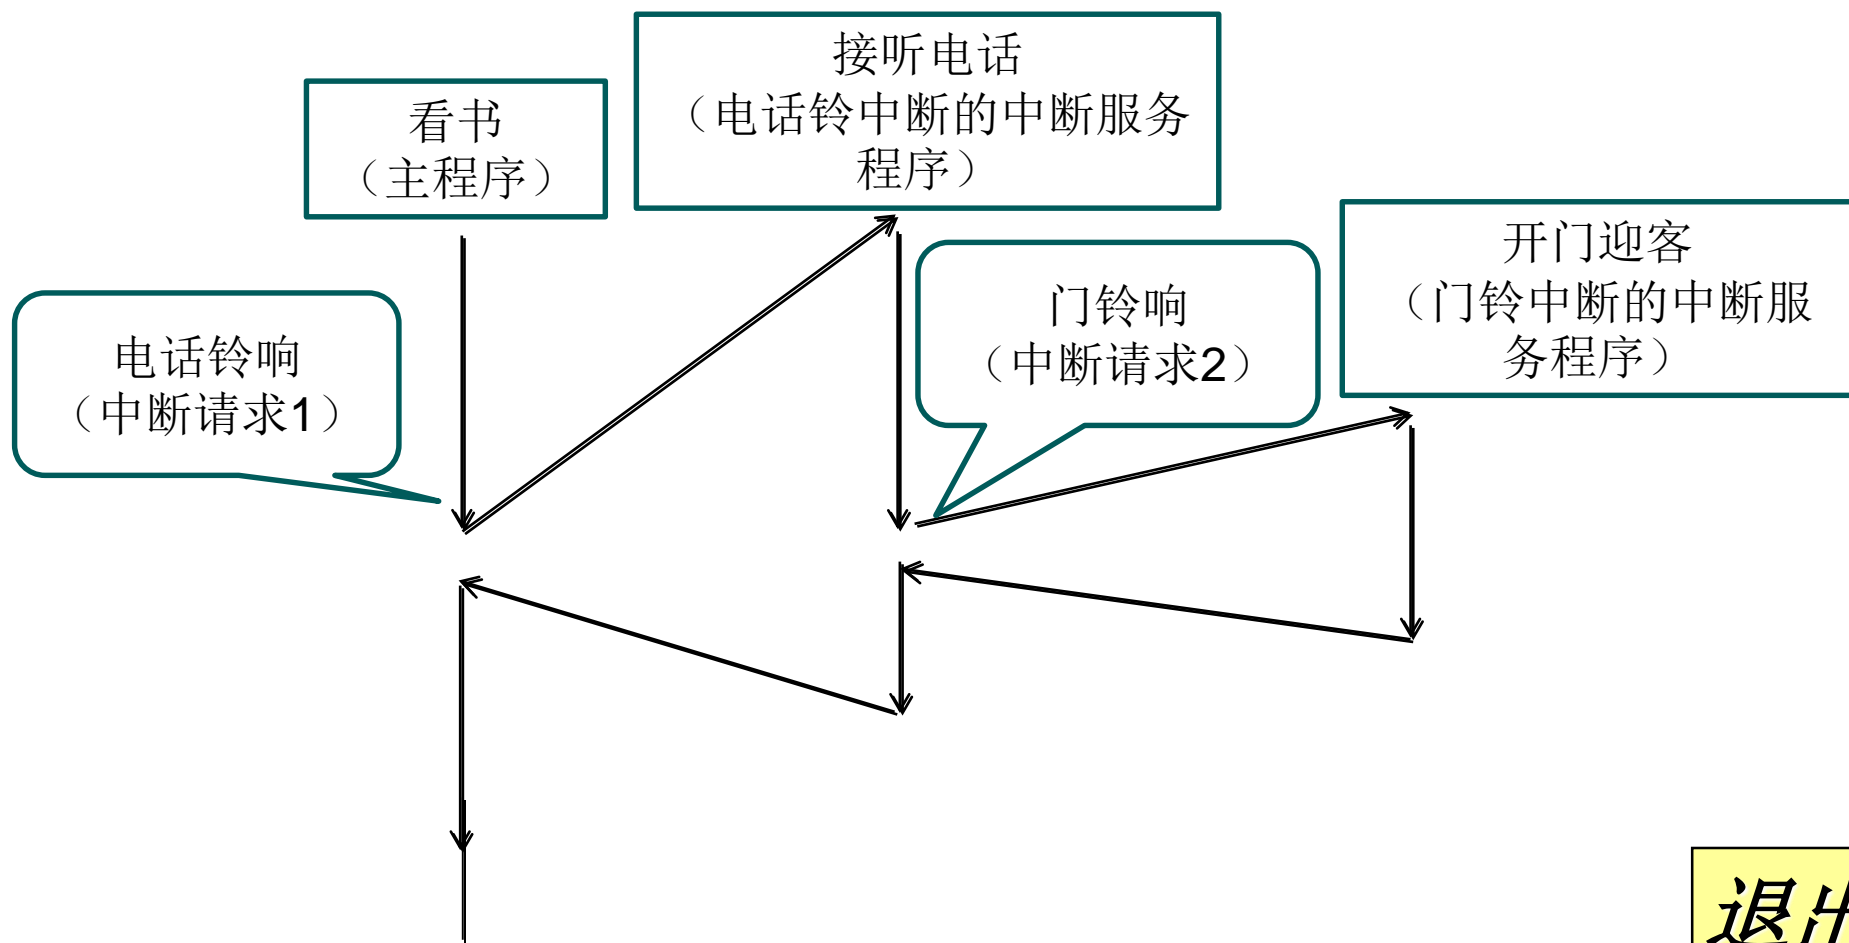 接听电话
（电话铃中断的中断服务
程序）
看书
（主程序）
开门迎客
（门铃中断的中断服
务程序）
门铃响
（中断请求2）
电话铃响
（中断请求1）
退出